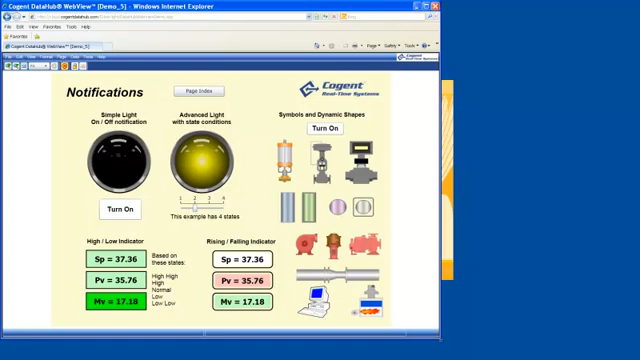 Cogent DataHub® WebView™ [Demo_5] - Windows Internet Explorer
File Edit View Favorites Tools Help
Favorites
Cogent DataHub® WebView™ [Demo_5]
Page Safety Tools
Notifications
Page Index
Cogent
Real-Time Systems
Simple Light
On / Off notification
Advanced Light
with state conditions
Symbols and Dynamic Shapes
Turn On
1 2 3 4
Turn On
This example has 4 states
High / Low Indicator
Rising / Falling Indicator
Sp = 37.36
Pv = 35.76
Mv = 17.18
Based on
these states:
High High
High
Normal
Low
Low Low
Sp = 37.36
Pv = 35.76
Mv = 17.18